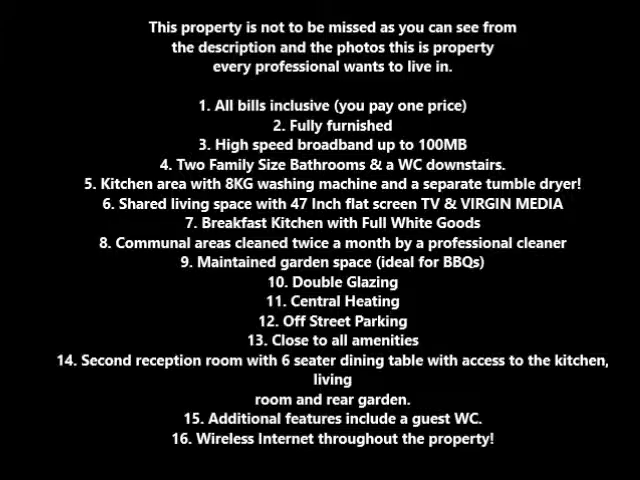 This property is not to be missed as you can see from
the description and the photos this is property
every professional wants to live in.
1. All bills inclusive (you pay one price)
2. Fully furnished
3. High speed broadband up to 100MB
4. Two Family Size Bathrooms & a WC downstairs.
5. Kitchen area with 8KG washing machine and a separate tumble dryer!
6. Shared living space with 47 Inch flat screen TV & VIRGIN MEDIA
7. Breakfast Kitchen with Full White Goods
8. Communal areas cleaned twice a month by a professional cleaner
9. Maintained garden space (ideal for BBQs)
10. Double Glazing
11. Central Heating
12. Off Street Parking
13. Close to all amenities
14. Second reception room with 6 seater dining table with access to the kitchen,
living
room and rear garden.
15. Additional features include a guest WC.
16. Wireless Internet throughout the property!